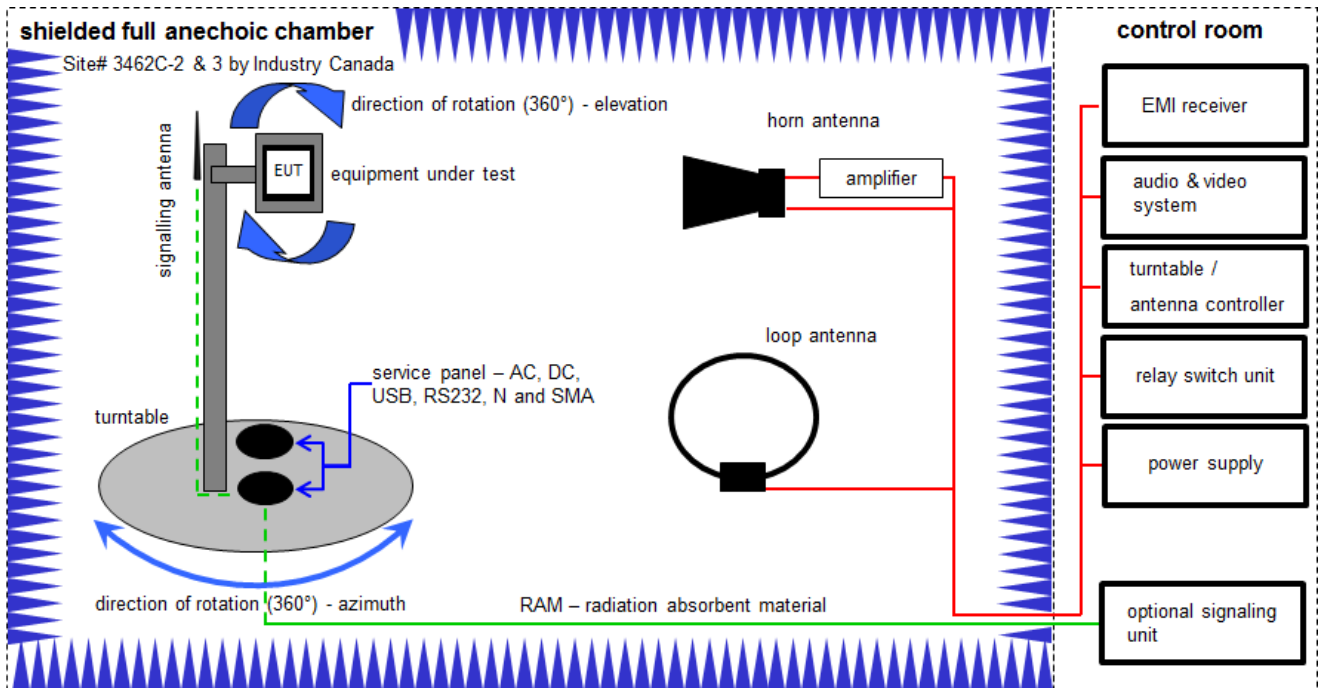 shielded full anechoic chamber
Site# 3462C-2 & 3 by Industry Canada
direction of rotation (360°) - elevation
signalling antenna
EUT
equipment under test
horn antenna
amplifier
loop antenna
service panel – AC, DC,
USB, RS232, N and SMA
turntable
direction of rotation (360°) - azimuth
RAM – radiation absorbent material
control room
EMI receiver
audio & video
system
turntable /
antenna controller
relay switch unit
power supply
optional signaling
unit